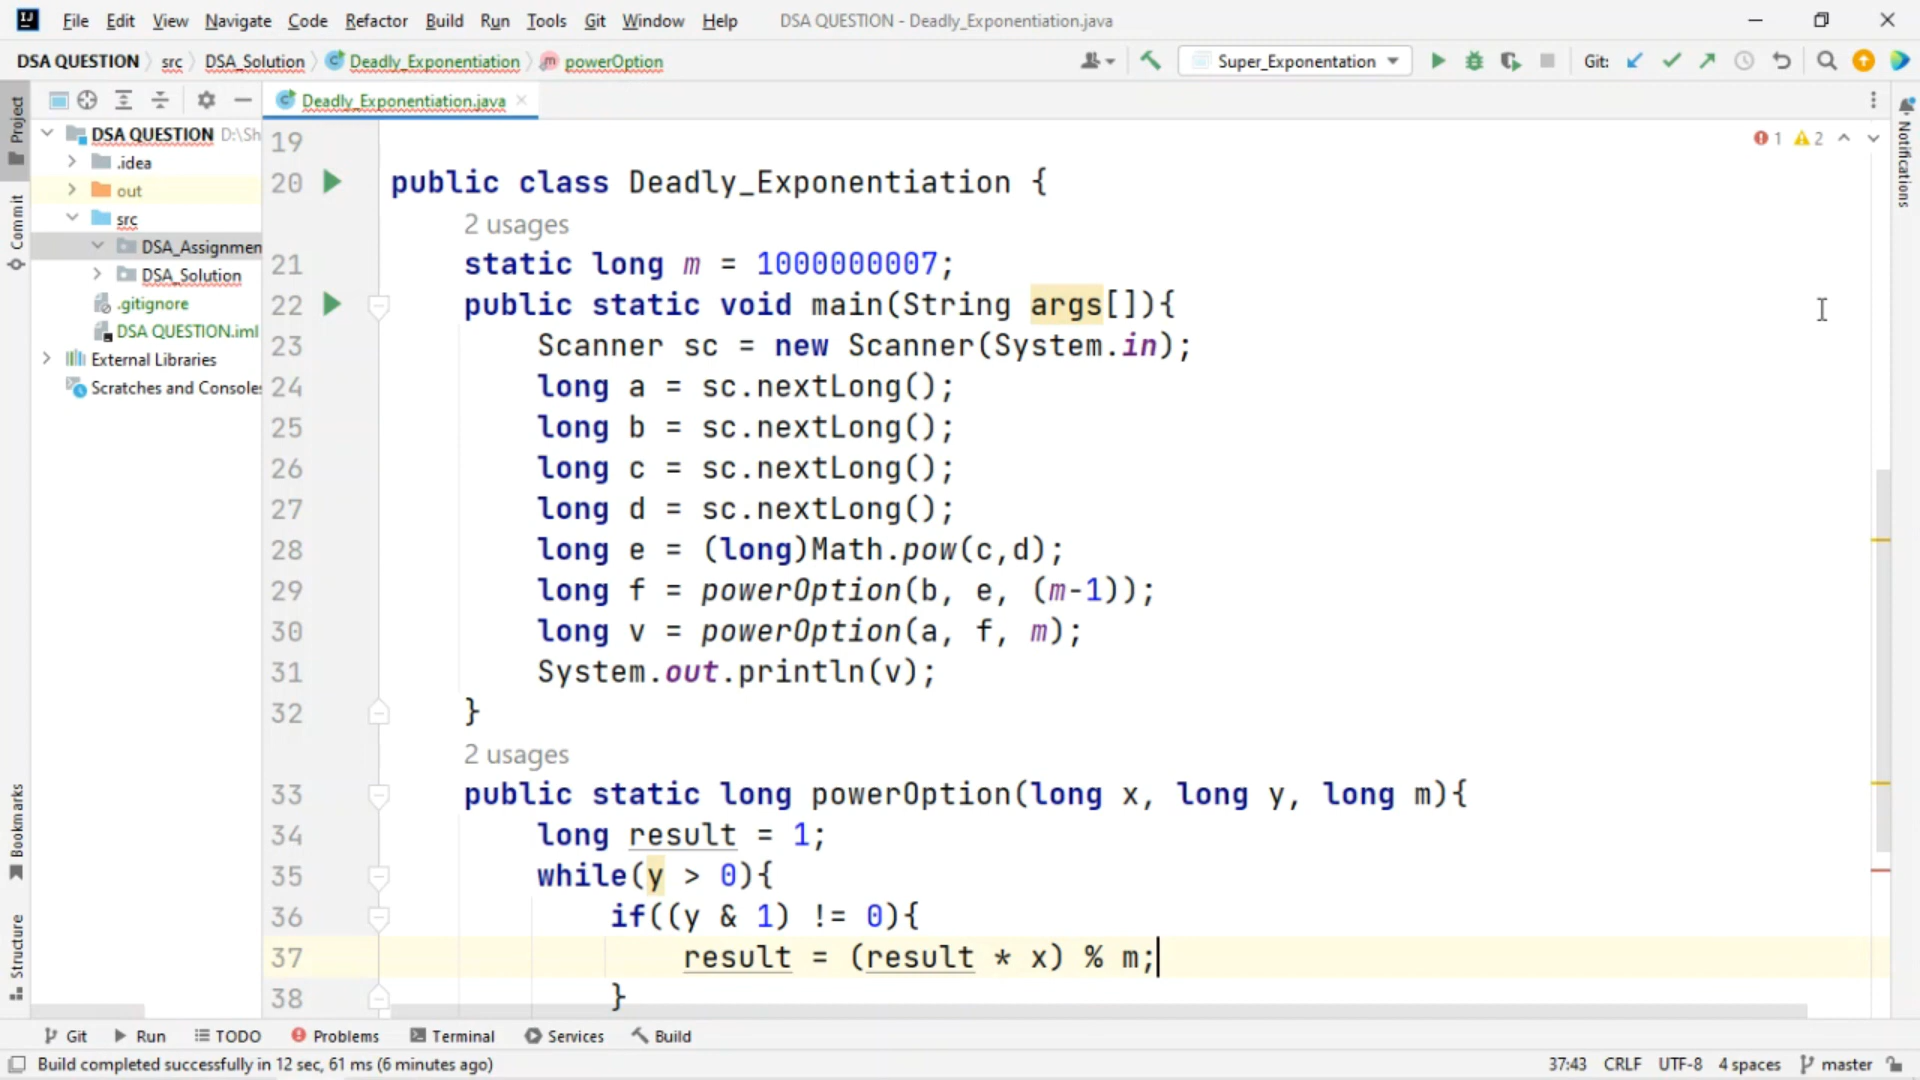 File Edit View Navigate Code Refactor Build Run Tools Git Window Help DSA QUESTION - Deadly_Exponentiation.java
DSA QUESTION src DSA_Solution Deadly_Exponentiation powerOption Super_Exponentation Git:
Project
Deadly_Exponentiation.java
Notifications
DSA QUESTION D:\Sh
.idea
out
src
DSA_Assignmen
DSA_Solution
.gitignore
DSA QUESTION.iml
External Libraries
Scratches and Console
Commit
Bookmarks
Structure
1 2
19
20 public class Deadly_Exponentiation {
2 usages
21 static long m = 1000000007;
22 public static void main(String args[]){
23 Scanner sc = new Scanner(System.in);
24 long a = sc.nextLong();
25 long b = sc.nextLong();
26 long c = sc.nextLong();
27 long d = sc.nextLong();
28 long e = (long)Math.pow(c,d);
29 long f = powerOption(b, e, (m-1));
30 long v = powerOption(a, f, m);
31 System.out.println(v);
32 }
2 usages
33 public static long powerOption(long x, long y, long m){
34 long result = 1;
35 while(y > 0){
36 if((y & 1) != 0){
37 result = (result * x) % m;
38 }
Git Run TODO Problems Terminal Services Build
Build completed successfully in 12 sec, 61 ms (6 minutes ago) 37:43 CRLF UTF-8 4 spaces master